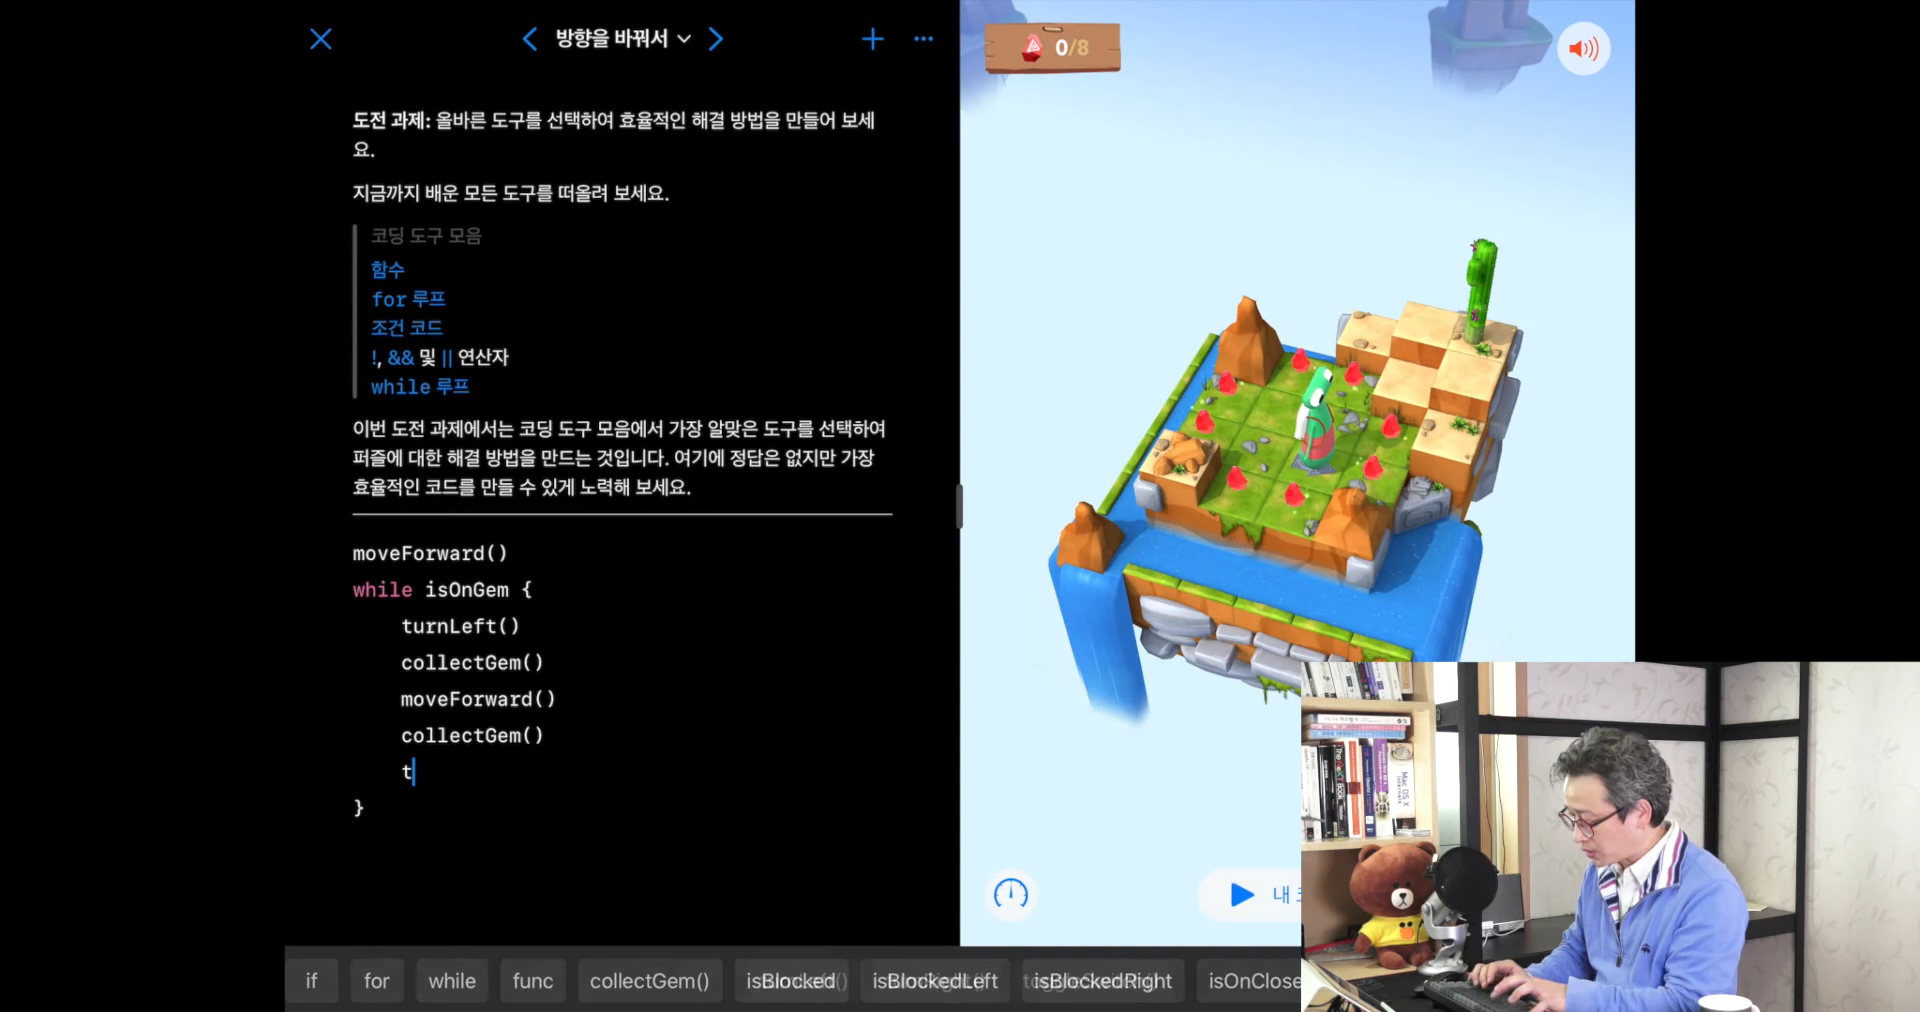 방향을 바꿔서
0/8
도전 과제: 올바른 도구를 선택하여 효율적인 해결 방법을 만들어 보세
요.
지금까지 배운 모든 도구를 떠올려 보세요.
코딩 도구 모음
함수
for 루프
조건 코드
!, && 및 || 연산자
while 루프
이번 도전 과제에서는 코딩 도구 모음에서 가장 알맞은 도구를 선택하여
퍼즐에 대한 해결 방법을 만드는 것입니다. 여기에 정답은 없지만 가장
효율적인 코드를 만들 수 있게 노력해 보세요.
moveForward()
while isOnGem {
turnLeft()
collectGem()
moveForward()
collectGem()
t
}
내
if for while func collectGem() isBlocked isBlockedLeft isBlockedRight isOnClose
Mac OS X
Internals